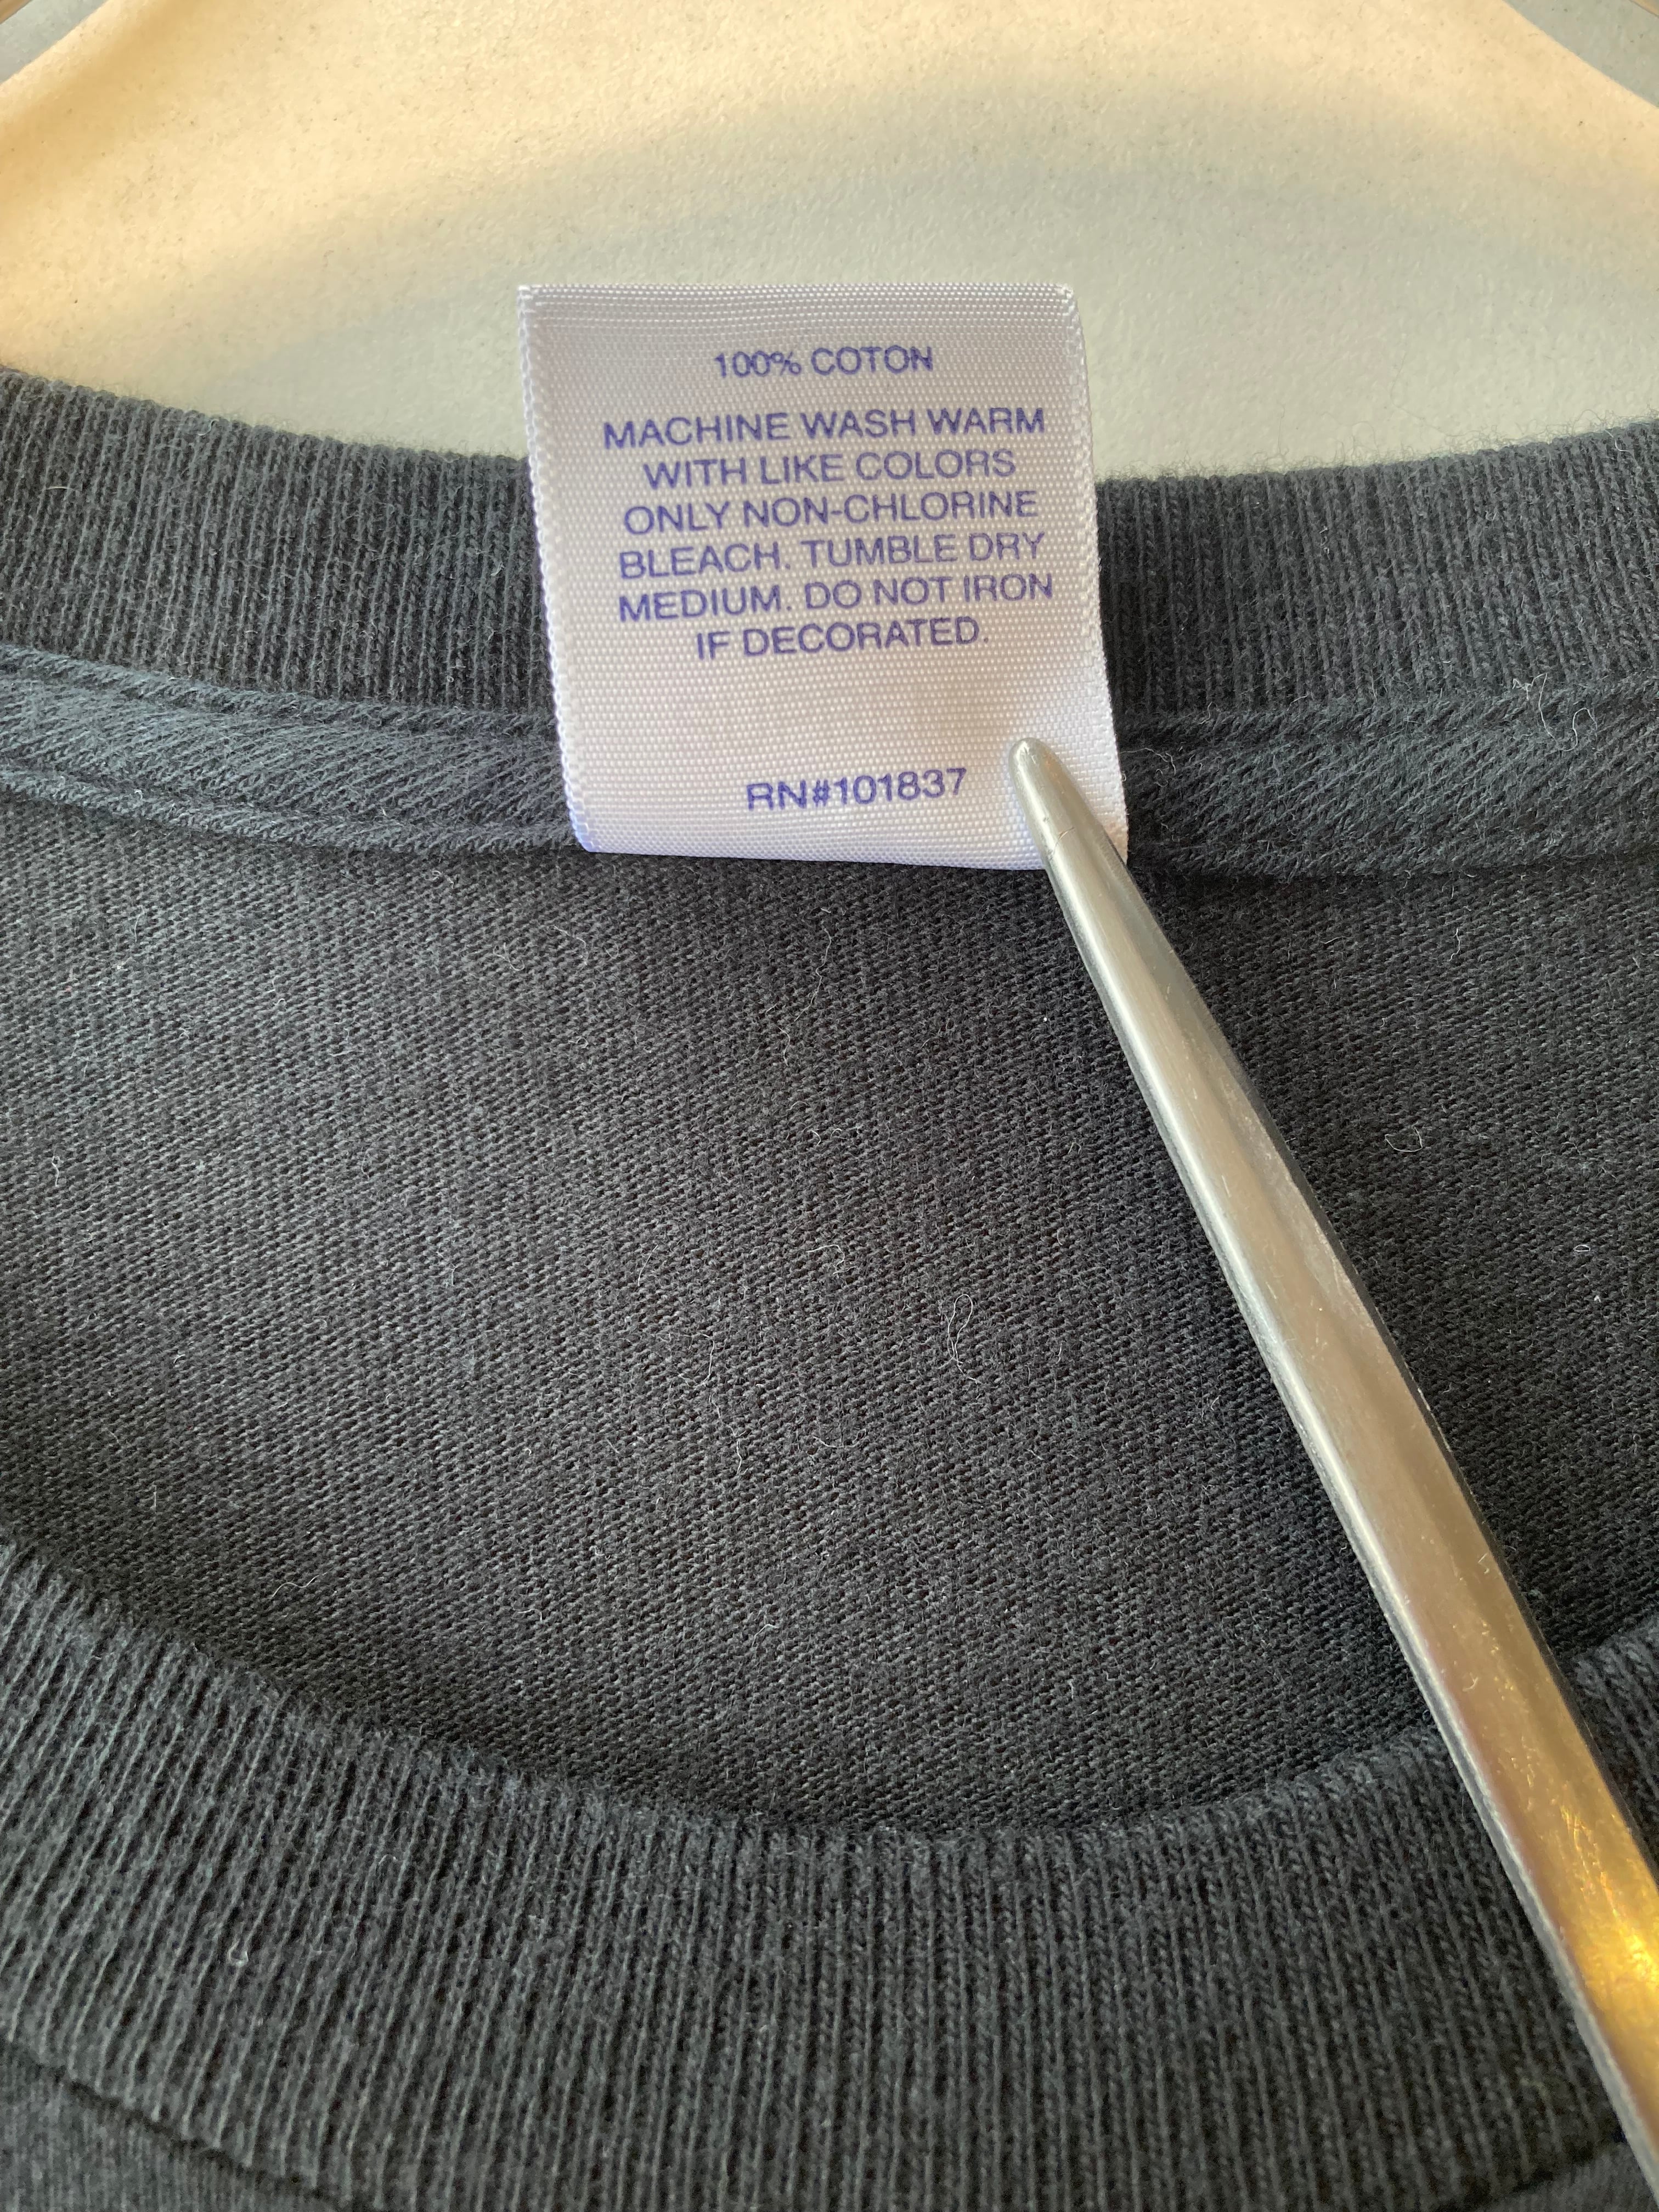 100% COTON
MACHINE WASH WARM
WITH LIKE COLORS
ONLY NON-CHLORINE
BLEACH. TUMBLE DRY
MEDIUM. DO NOT IRON
IF DECORATED.
RN#101837